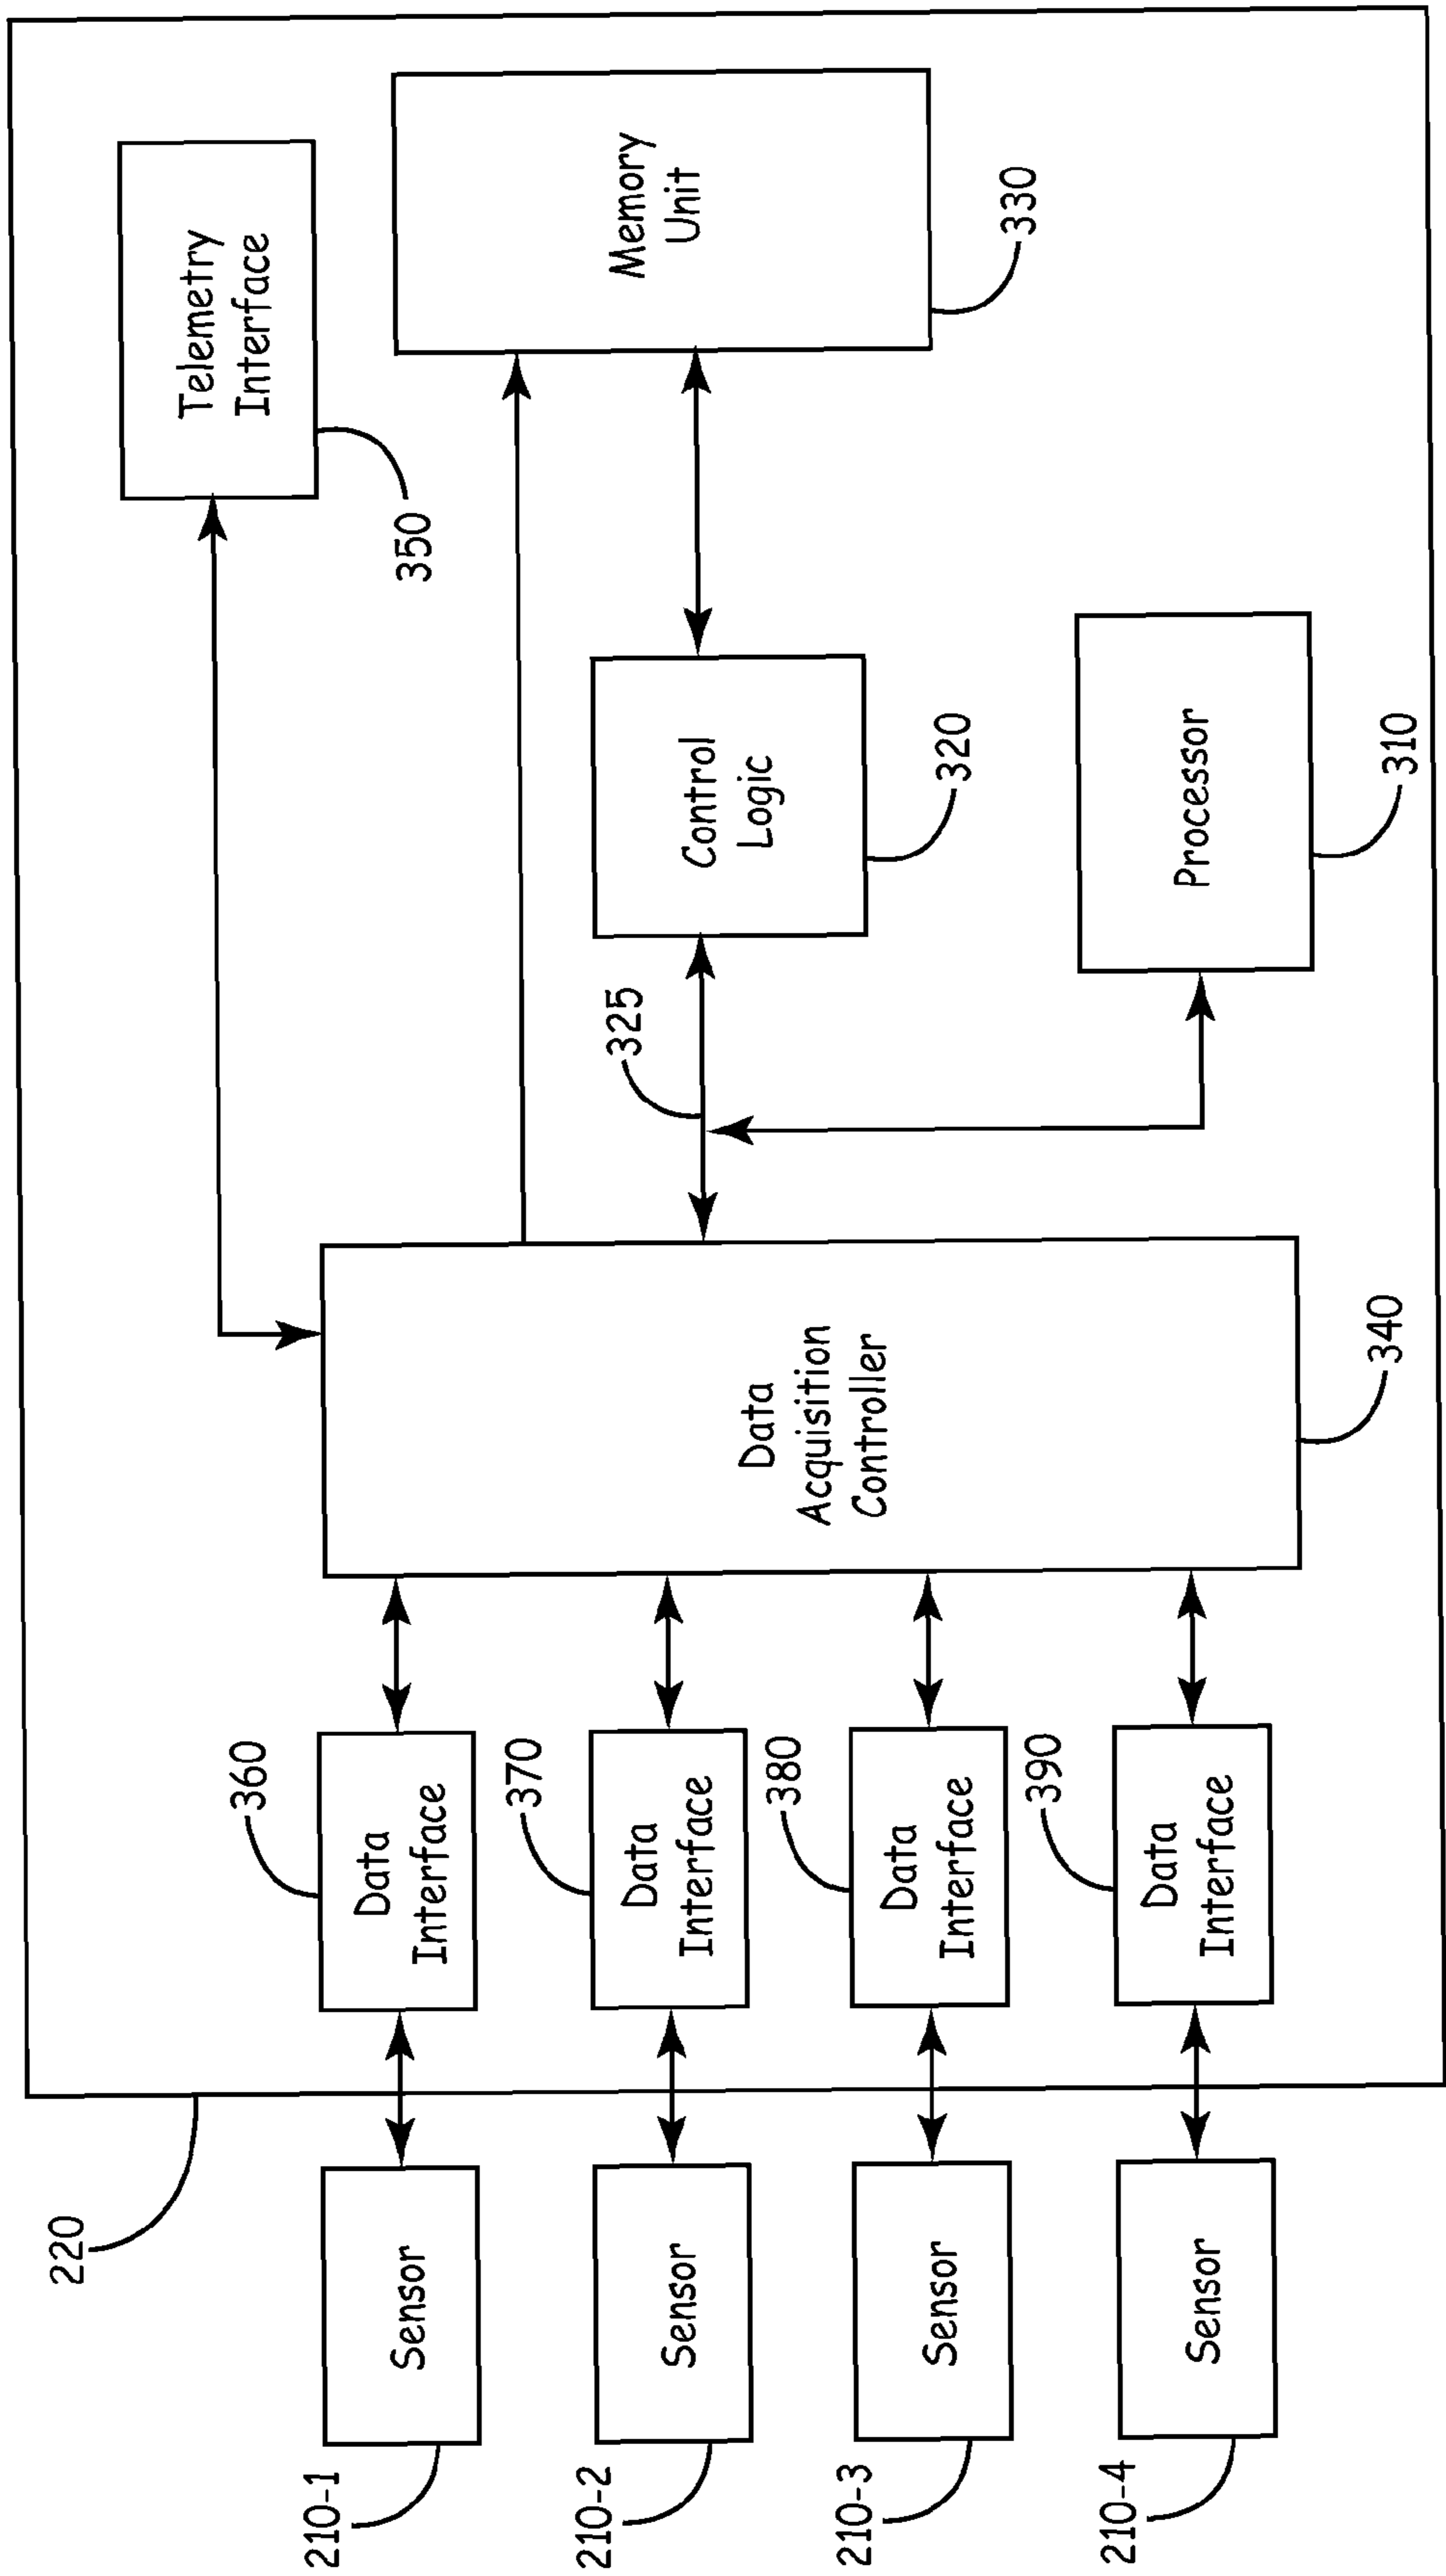 220
210-1
Sensor
210-2
Sensor
210-3
Sensor
210-4
Sensor
360
Data
Interface
370
Data
Interface
380
Data
Interface
390
Data
Interface
Data
Acquisition
Controller
340
325
Control
Logic
320
Processor
310
Telemetry
Interface
350
Memory
Unit
330